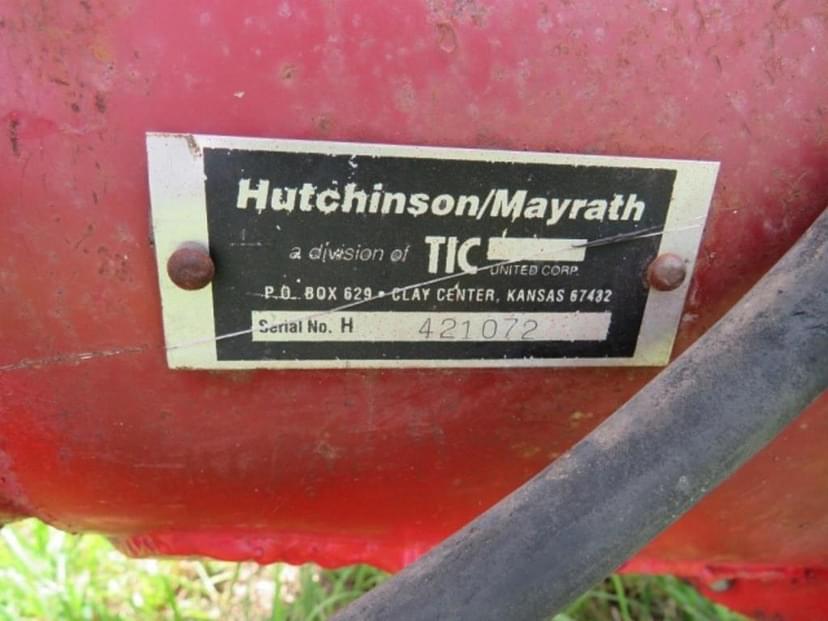 Hutchinson/Mayrath
a division of TIC UNITED CORP.
P.O. BOX 629 • CLAY CENTER, KANSAS 67432
Serial No. H 421072